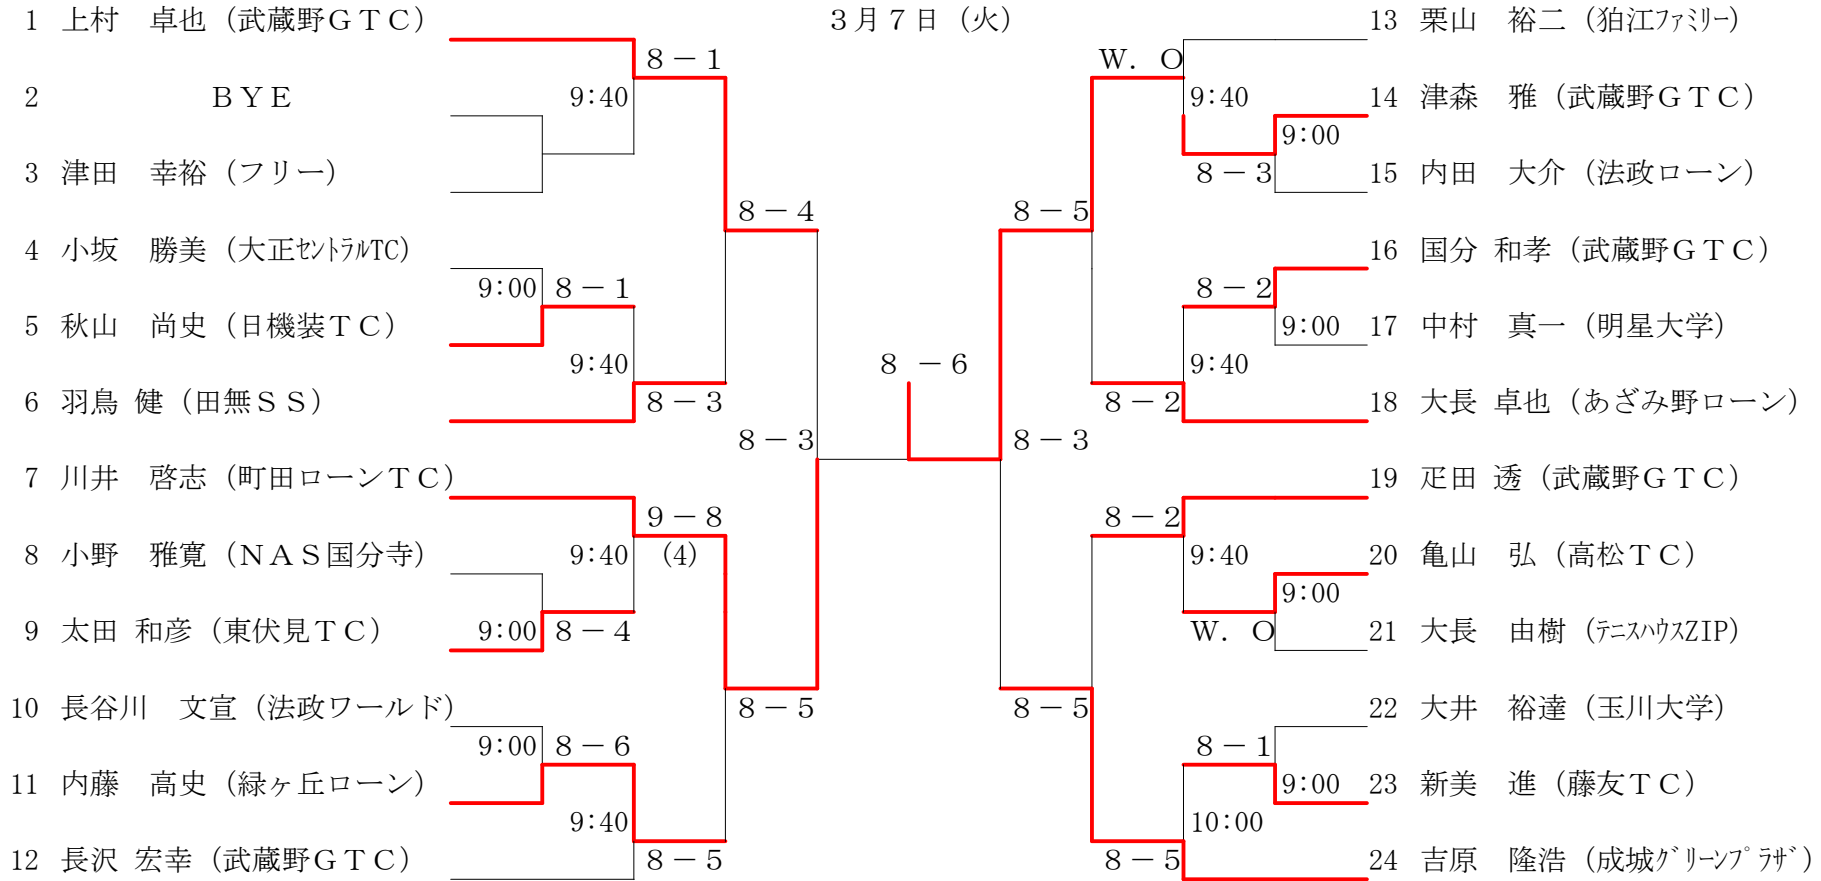 1 上村 卓也 (武蔵野GTC)
3月7日 (火)
13 栗山 裕二 (狛江ファミリー)
8-1
W. O
2 BYE
9:40
9:40
14 津森 雅 (武蔵野GTC)
9:00
3 津田 幸裕 (フリー)
8-3
15 内田 大介 (法政ローン)
8-4
8-5
4 小坂 勝美 (大正セントラルTC)
16 国分 和孝 (武蔵野GTC)
9:00 8-1
8-2
5 秋山 尚史 (日機装TC)
9:00
17 中村 真一 (明星大学)
9:40
8 -6
9:40
6 羽鳥 健 (田無SS)
8-3
8-2
18 大長 卓也 (あざみ野ローン)
8-3
8-3
7 川井 啓志 (町田ローンTC)
19 疋田 透 (武蔵野GTC)
9-8
8-2
8 小野 雅寛 (NAS国分寺)
9:40
(4)
9:40
20 亀山 弘 (高松TC)
9:00
9 太田 和彦 (東伏見TC)
9:00 8-4
W. O
21 大長 由樹 (テニスハウスZIP)
10 長谷川 文宣 (法政ワールド)
8-5
8-5
22 大井 裕達 (玉川大学)
9:00 8-6
8-1
11 内藤 高史 (緑ヶ丘ローン)
9:00
23 新美 進 (藤友TC)
9:40
10:00
12 長沢 宏幸 (武蔵野GTC)
8-5
8-5
24 吉原 隆浩 (成城グリーンプラザ)